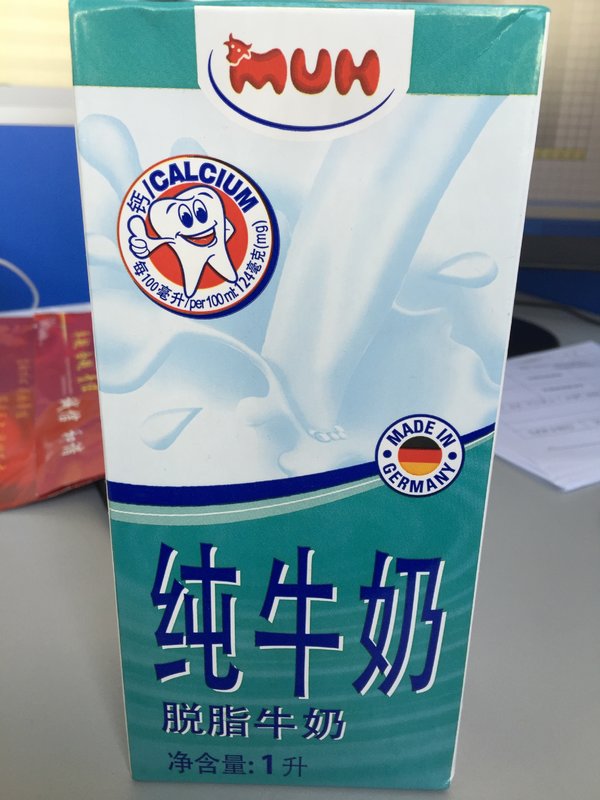 MUH
钙/CALCIUM
每100毫升/per 100 ml: 124毫克(mg)
MADE IN
GERMANY
纯牛奶
脱脂牛奶
净含量: 1升